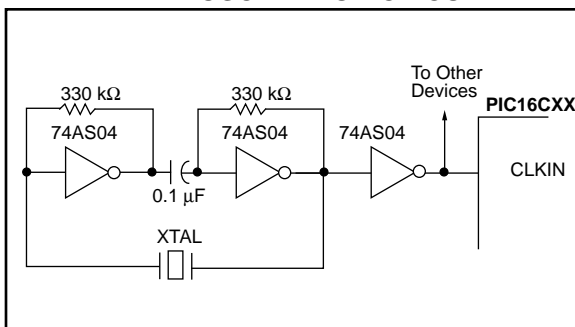 330 kΩ
330 kΩ
To Other
Devices
PIC16CXX
74AS04
74AS04
74AS04
CLKIN
0.1 µF
XTAL